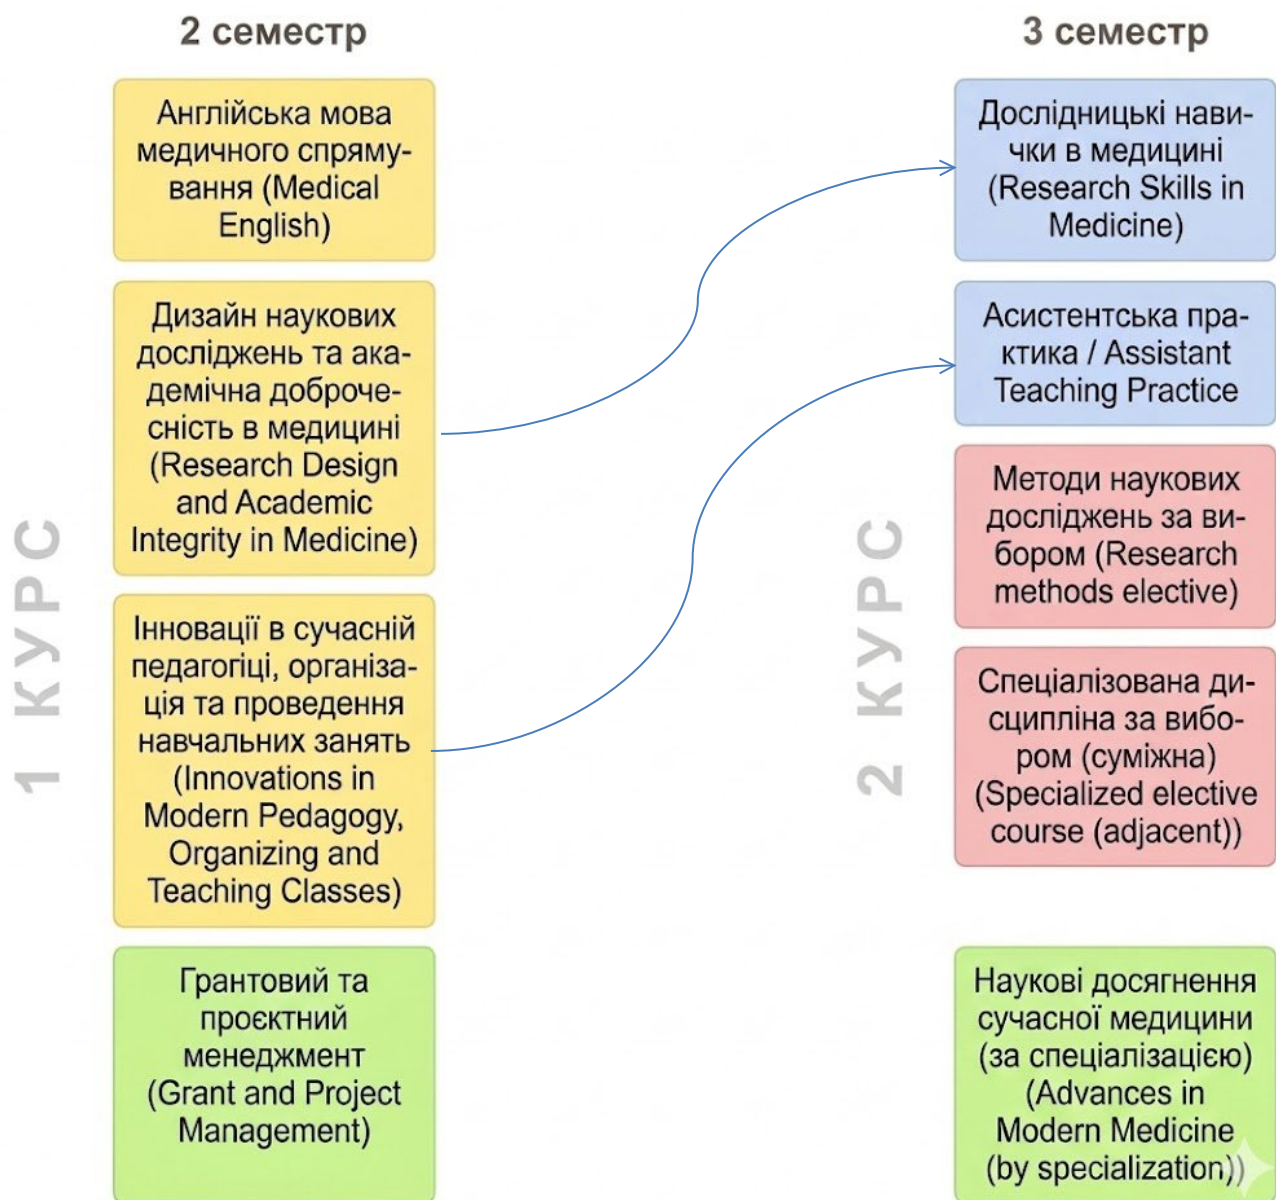 2 семестр
Англійська мова
медичного спряму-
вання (Medical
English)
Дизайн наукових
досліджень та ака-
демічна доброче-
сність в медицині
(Research Design
and Academic
Integrity in Medicine)
Інновації в сучасній
педагогіці, організа-
ція та проведення
навчальних занять
(Innovations in
Modern Pedagogy,
Organizing and
Teaching Classes)
Грантовий та
проєктний
менеджмент
(Grant and Project
Management)
1 КУРС
3 семестр
Дослідницькі нави-
чки в медицині
(Research Skills in
Medicine)
Асистентська пра-
ктика / Assistant
Teaching Practice
Методи наукових
досліджень за ви-
бором (Research
methods elective)
Спеціалізована ди-
сципліна за вибо-
ром (суміжна)
(Specialized elective
course (adjacent))
Наукові досягнення
сучасної медицини
(за спеціалізацією)
(Advances in
Modern Medicine
(by specialization))
2 КУРС